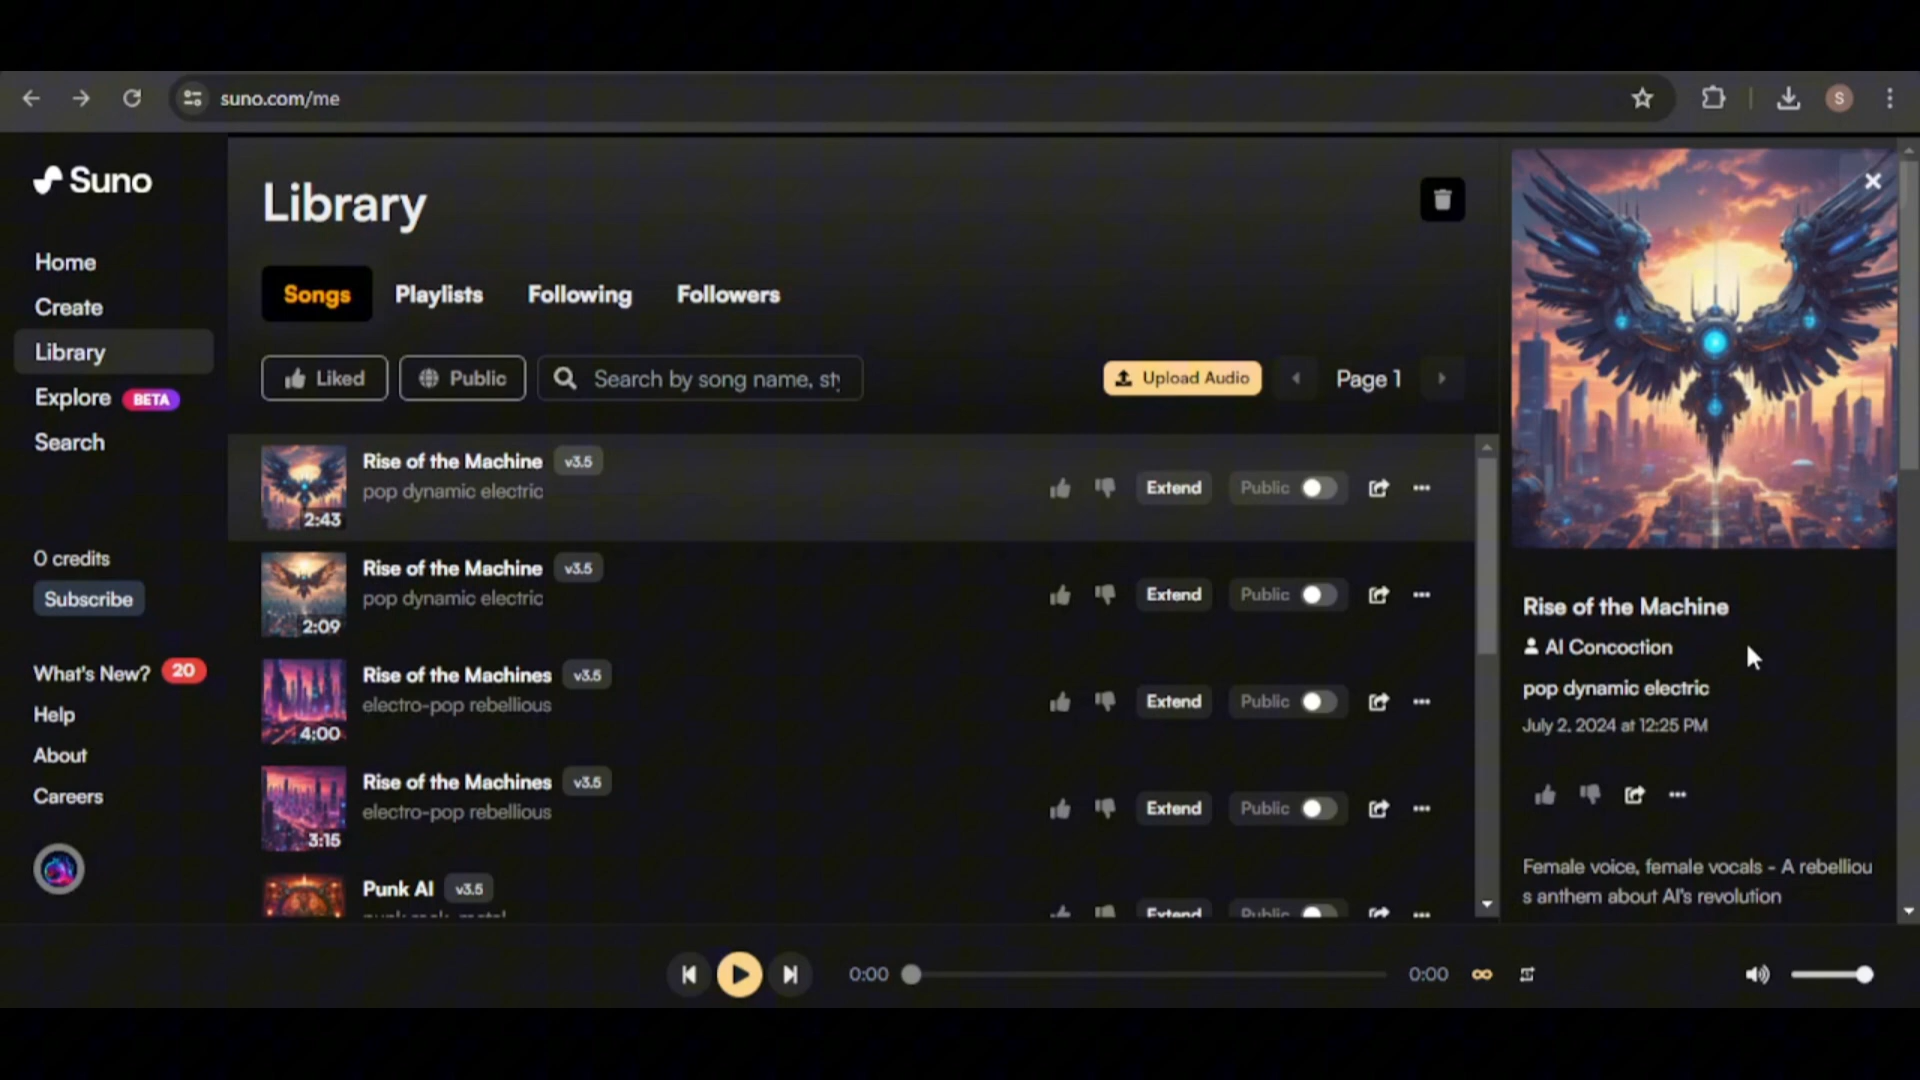 suno.com/me
S
Suno
Home
Create
Library
Explore BETA
Search
0 credits
Subscribe
What's New? 20
Help
About
Careers
Library
Songs Playlists Following Followers
Liked Public Search by song name, sty
Upload Audio Page 1
Rise of the Machine v3.5
pop dynamic electric
2:43
Extend Public
Rise of the Machine v3.5
pop dynamic electric
2:09
Extend Public
Rise of the Machines v3.5
electro-pop rebellious
4:00
Extend Public
Rise of the Machines v3.5
electro-pop rebellious
3:15
Extend Public
Punk AI v3.5
punk rock, metal
Extend Public
Rise of the Machine
AI Concoction
pop dynamic electric
July 2, 2024 at 12:25 PM
Female voice, female vocals - A rebelliou
s anthem about AI's revolution
0:00 0:00